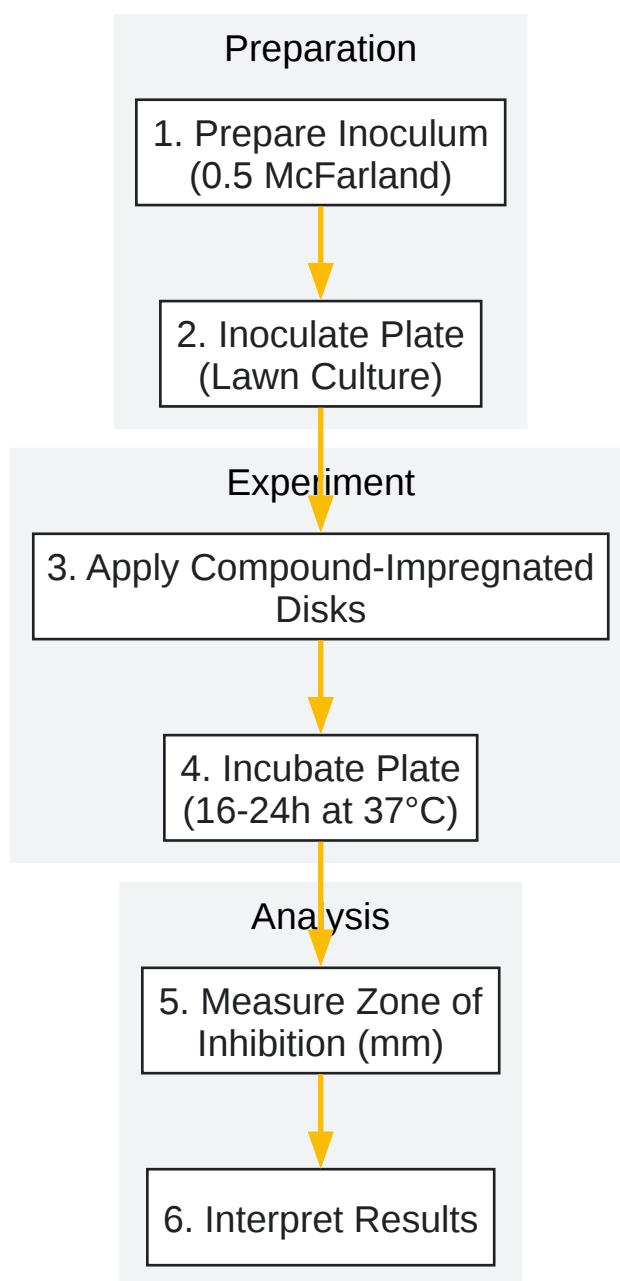 Preparation
1. Prepare Inoculum
(0.5 McFarland)
2. Inoculate Plate
(Lawn Culture)
Experiment
3. Apply Compound-Impregnated
Disks
4. Incubate Plate
(16-24h at 37°C)
Analysis
5. Measure Zone of
Inhibition (mm)
6. Interpret Results